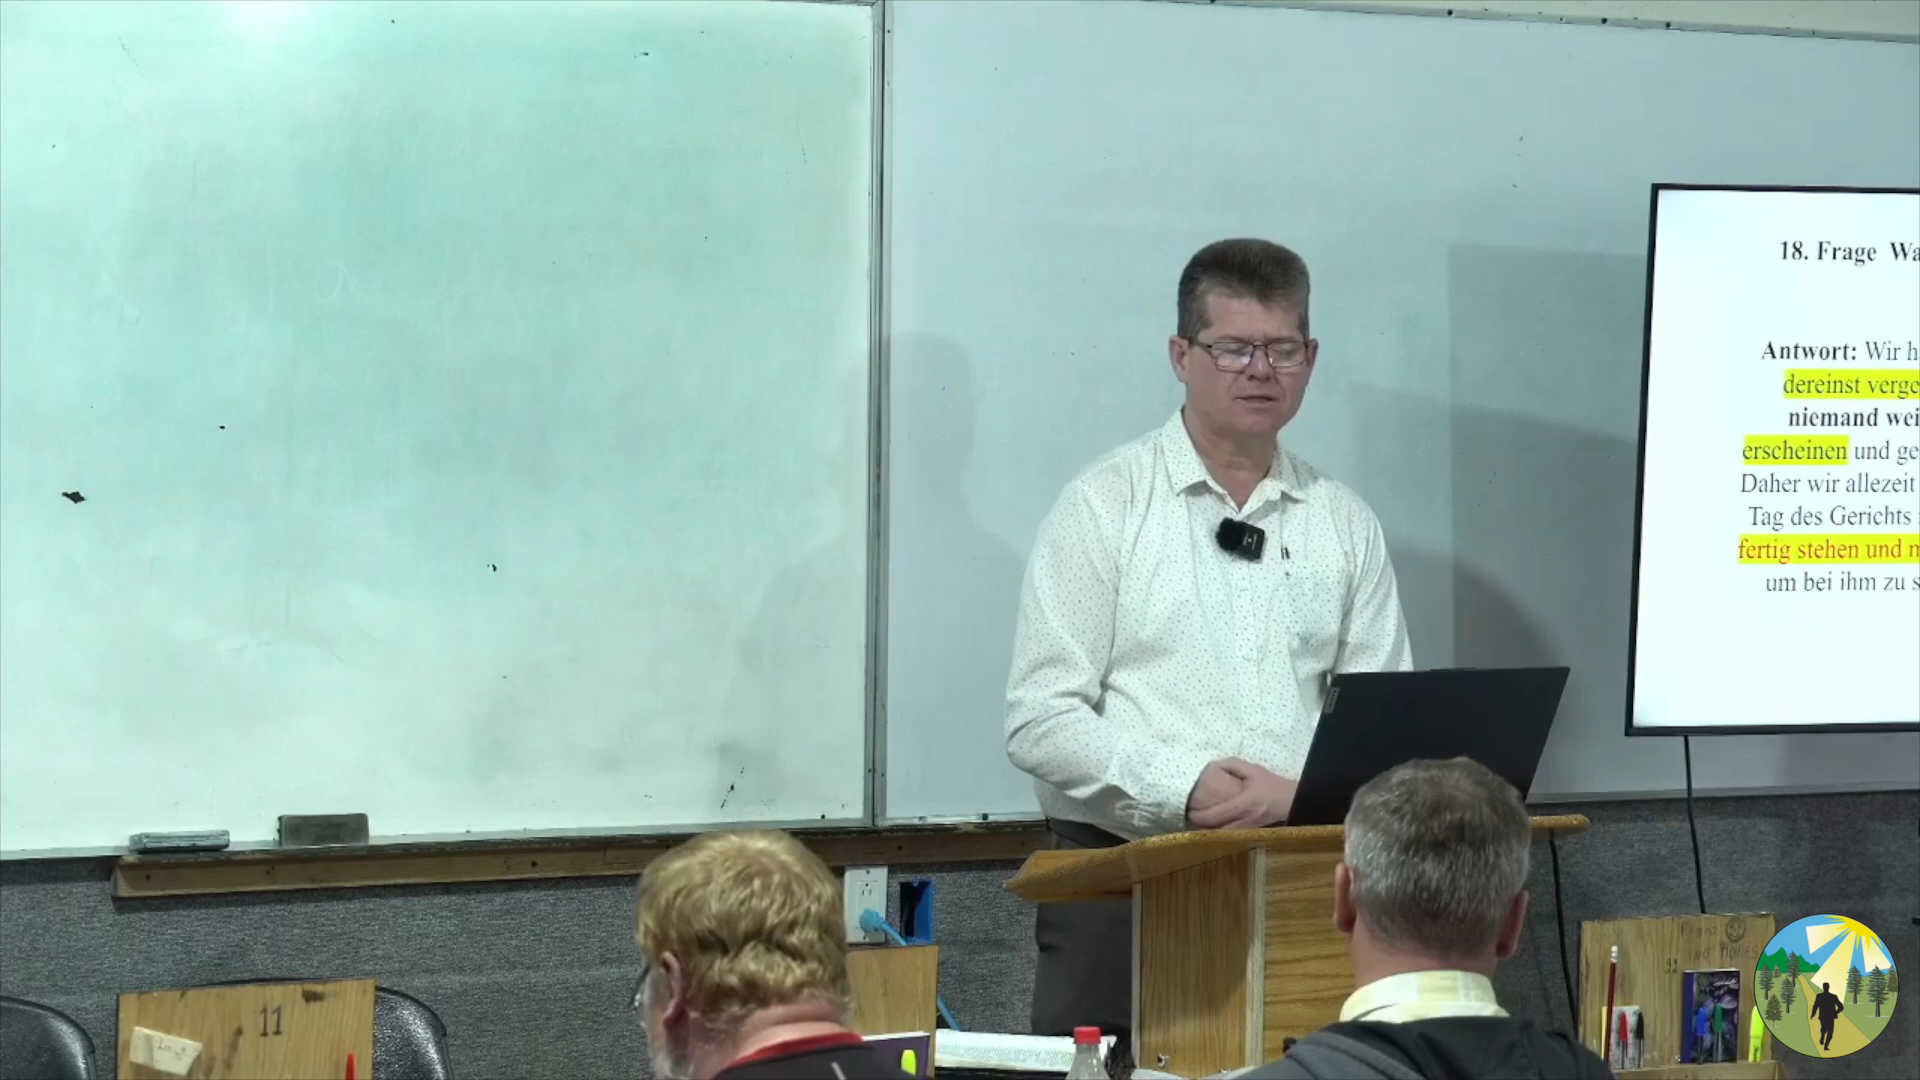 18. Frage Wa
Antwort: Wir h
dereinst verge
niemand wei
erscheinen und ge
Daher wir allezeit
Tag des Gerichts i
fertig stehen und m
um bei ihm zu s
11
Franz